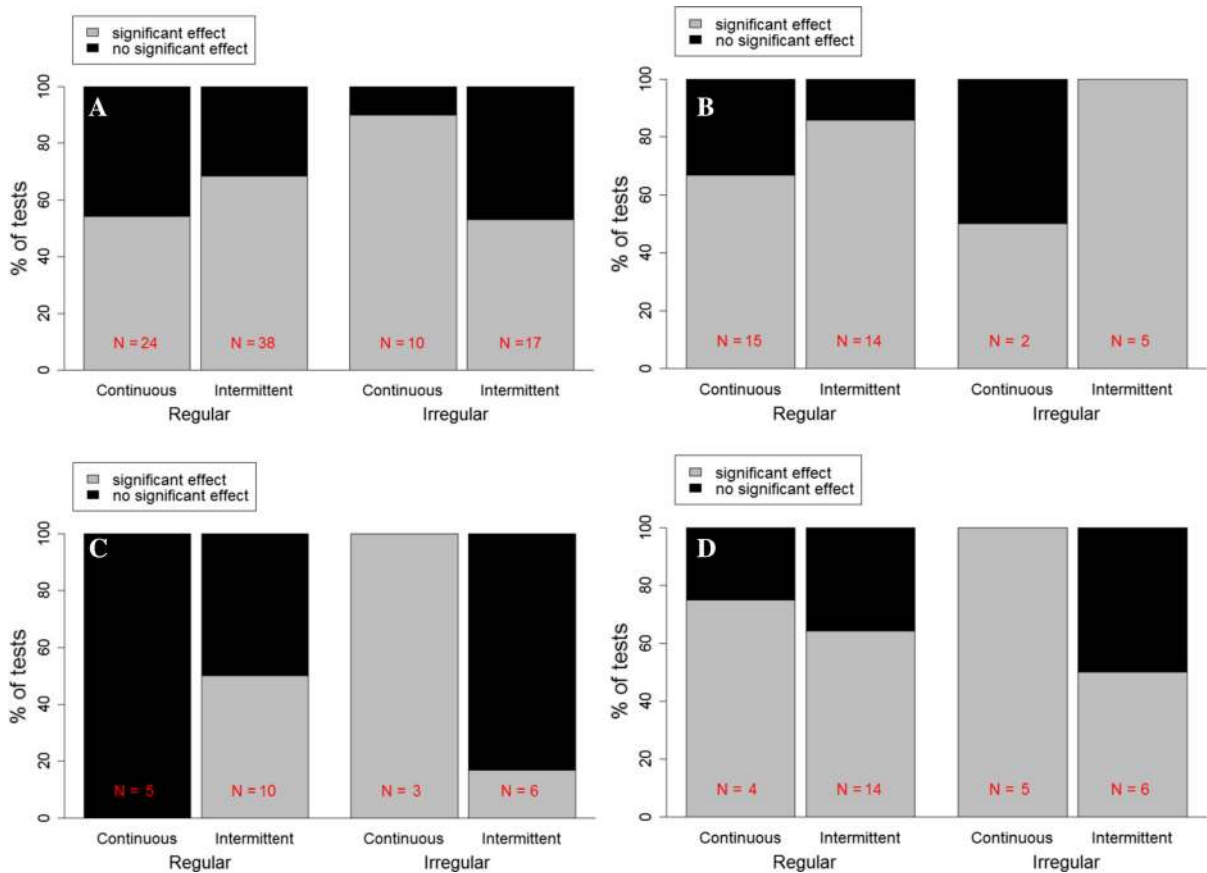 significant effect
no significant effect
A
% of tests
0 20 40 60 80 100
N = 24 N = 38 N = 10 N = 17
Continuous Intermittent Continuous Intermittent
Regular Irregular
significant effect
no significant effect
B
% of tests
0 20 40 60 80 100
N = 15 N = 14 N = 2 N = 5
Continuous Intermittent Continuous Intermittent
Regular Irregular
significant effect
no significant effect
C
% of tests
0 20 40 60 80 100
N = 5 N = 10 N = 3 N = 6
Continuous Intermittent Continuous Intermittent
Regular Irregular
significant effect
no significant effect
D
% of tests
0 20 40 60 80 100
N = 4 N = 14 N = 5 N = 6
Continuous Intermittent Continuous Intermittent
Regular Irregular